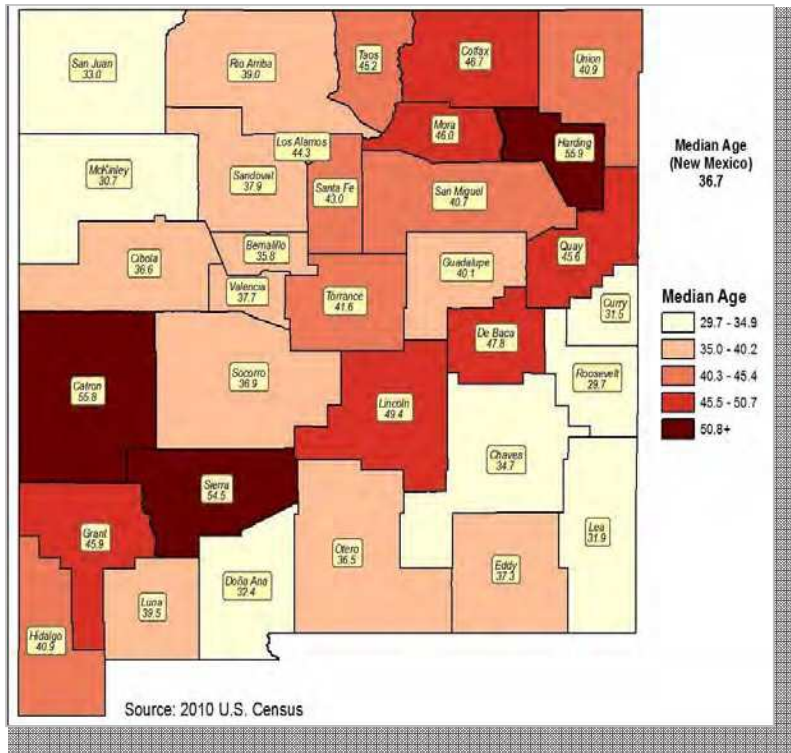 San Juan
33.0
Rio Arriba
39.0
Taos
45.2
Colfax
46.7
Union
40.9
Mora
46.0
Harding
55.9
Los Alamos
44.3
McKinley
30.7
Sandoval
37.9
Santa Fe
43.0
San Miguel
40.7
Quay
45.6
Cibola
36.6
Bernalillo
35.8
Guadalupe
40.1
Valencia
37.7
Torrance
41.6
Curry
31.5
De Baca
47.8
Roosevelt
29.7
Catron
55.8
Socorro
36.9
Lincoln
49.4
Chaves
34.7
Sierra
54.5
Grant
45.9
Otero
36.5
Lea
31.9
Eddy
37.3
Doña Ana
32.4
Luna
39.5
Hidalgo
40.9
Median Age
(New Mexico)
36.7
Median Age
29.7 - 34.9
35.0 - 40.2
40.3 - 45.4
45.5 - 50.7
50.8+
Source: 2010 U.S. Census